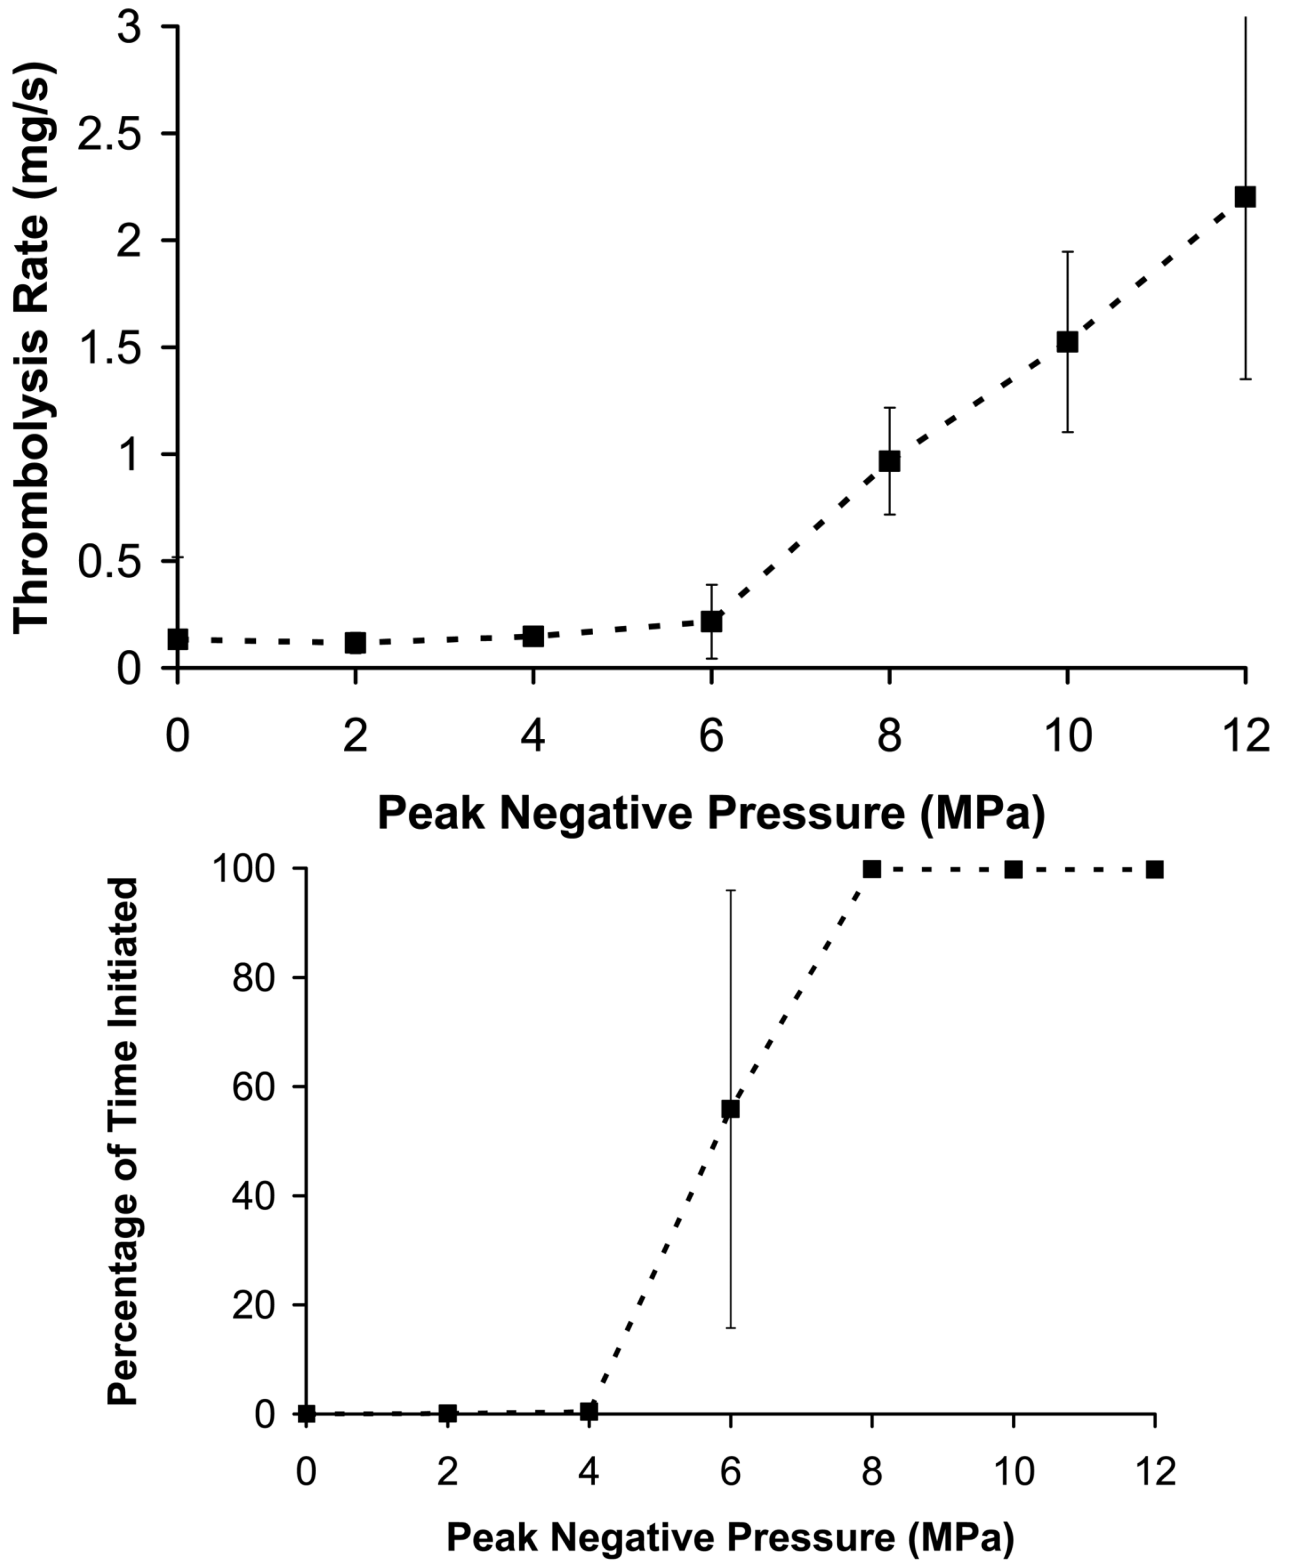 Thrombolysis Rate (mg/s)
3
2.5
2
1.5
1
0.5
0
0 2 4 6 8 10 12
Peak Negative Pressure (MPa)
Percentage of Time Initiated
100
80
60
40
20
0
0 2 4 6 8 10 12
Peak Negative Pressure (MPa)